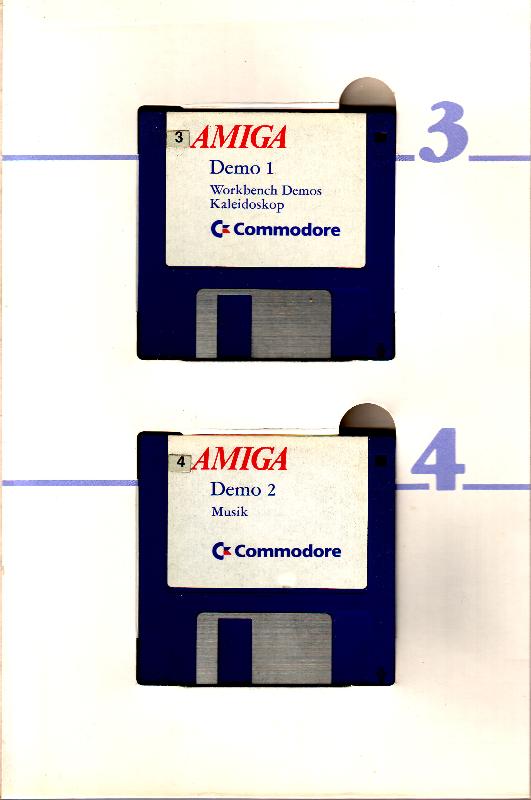 3 AMIGA
Demo 1
Workbench Demos
Kaleidoskop
Commodore
3
4 AMIGA
Demo 2
Musik
Commodore
4